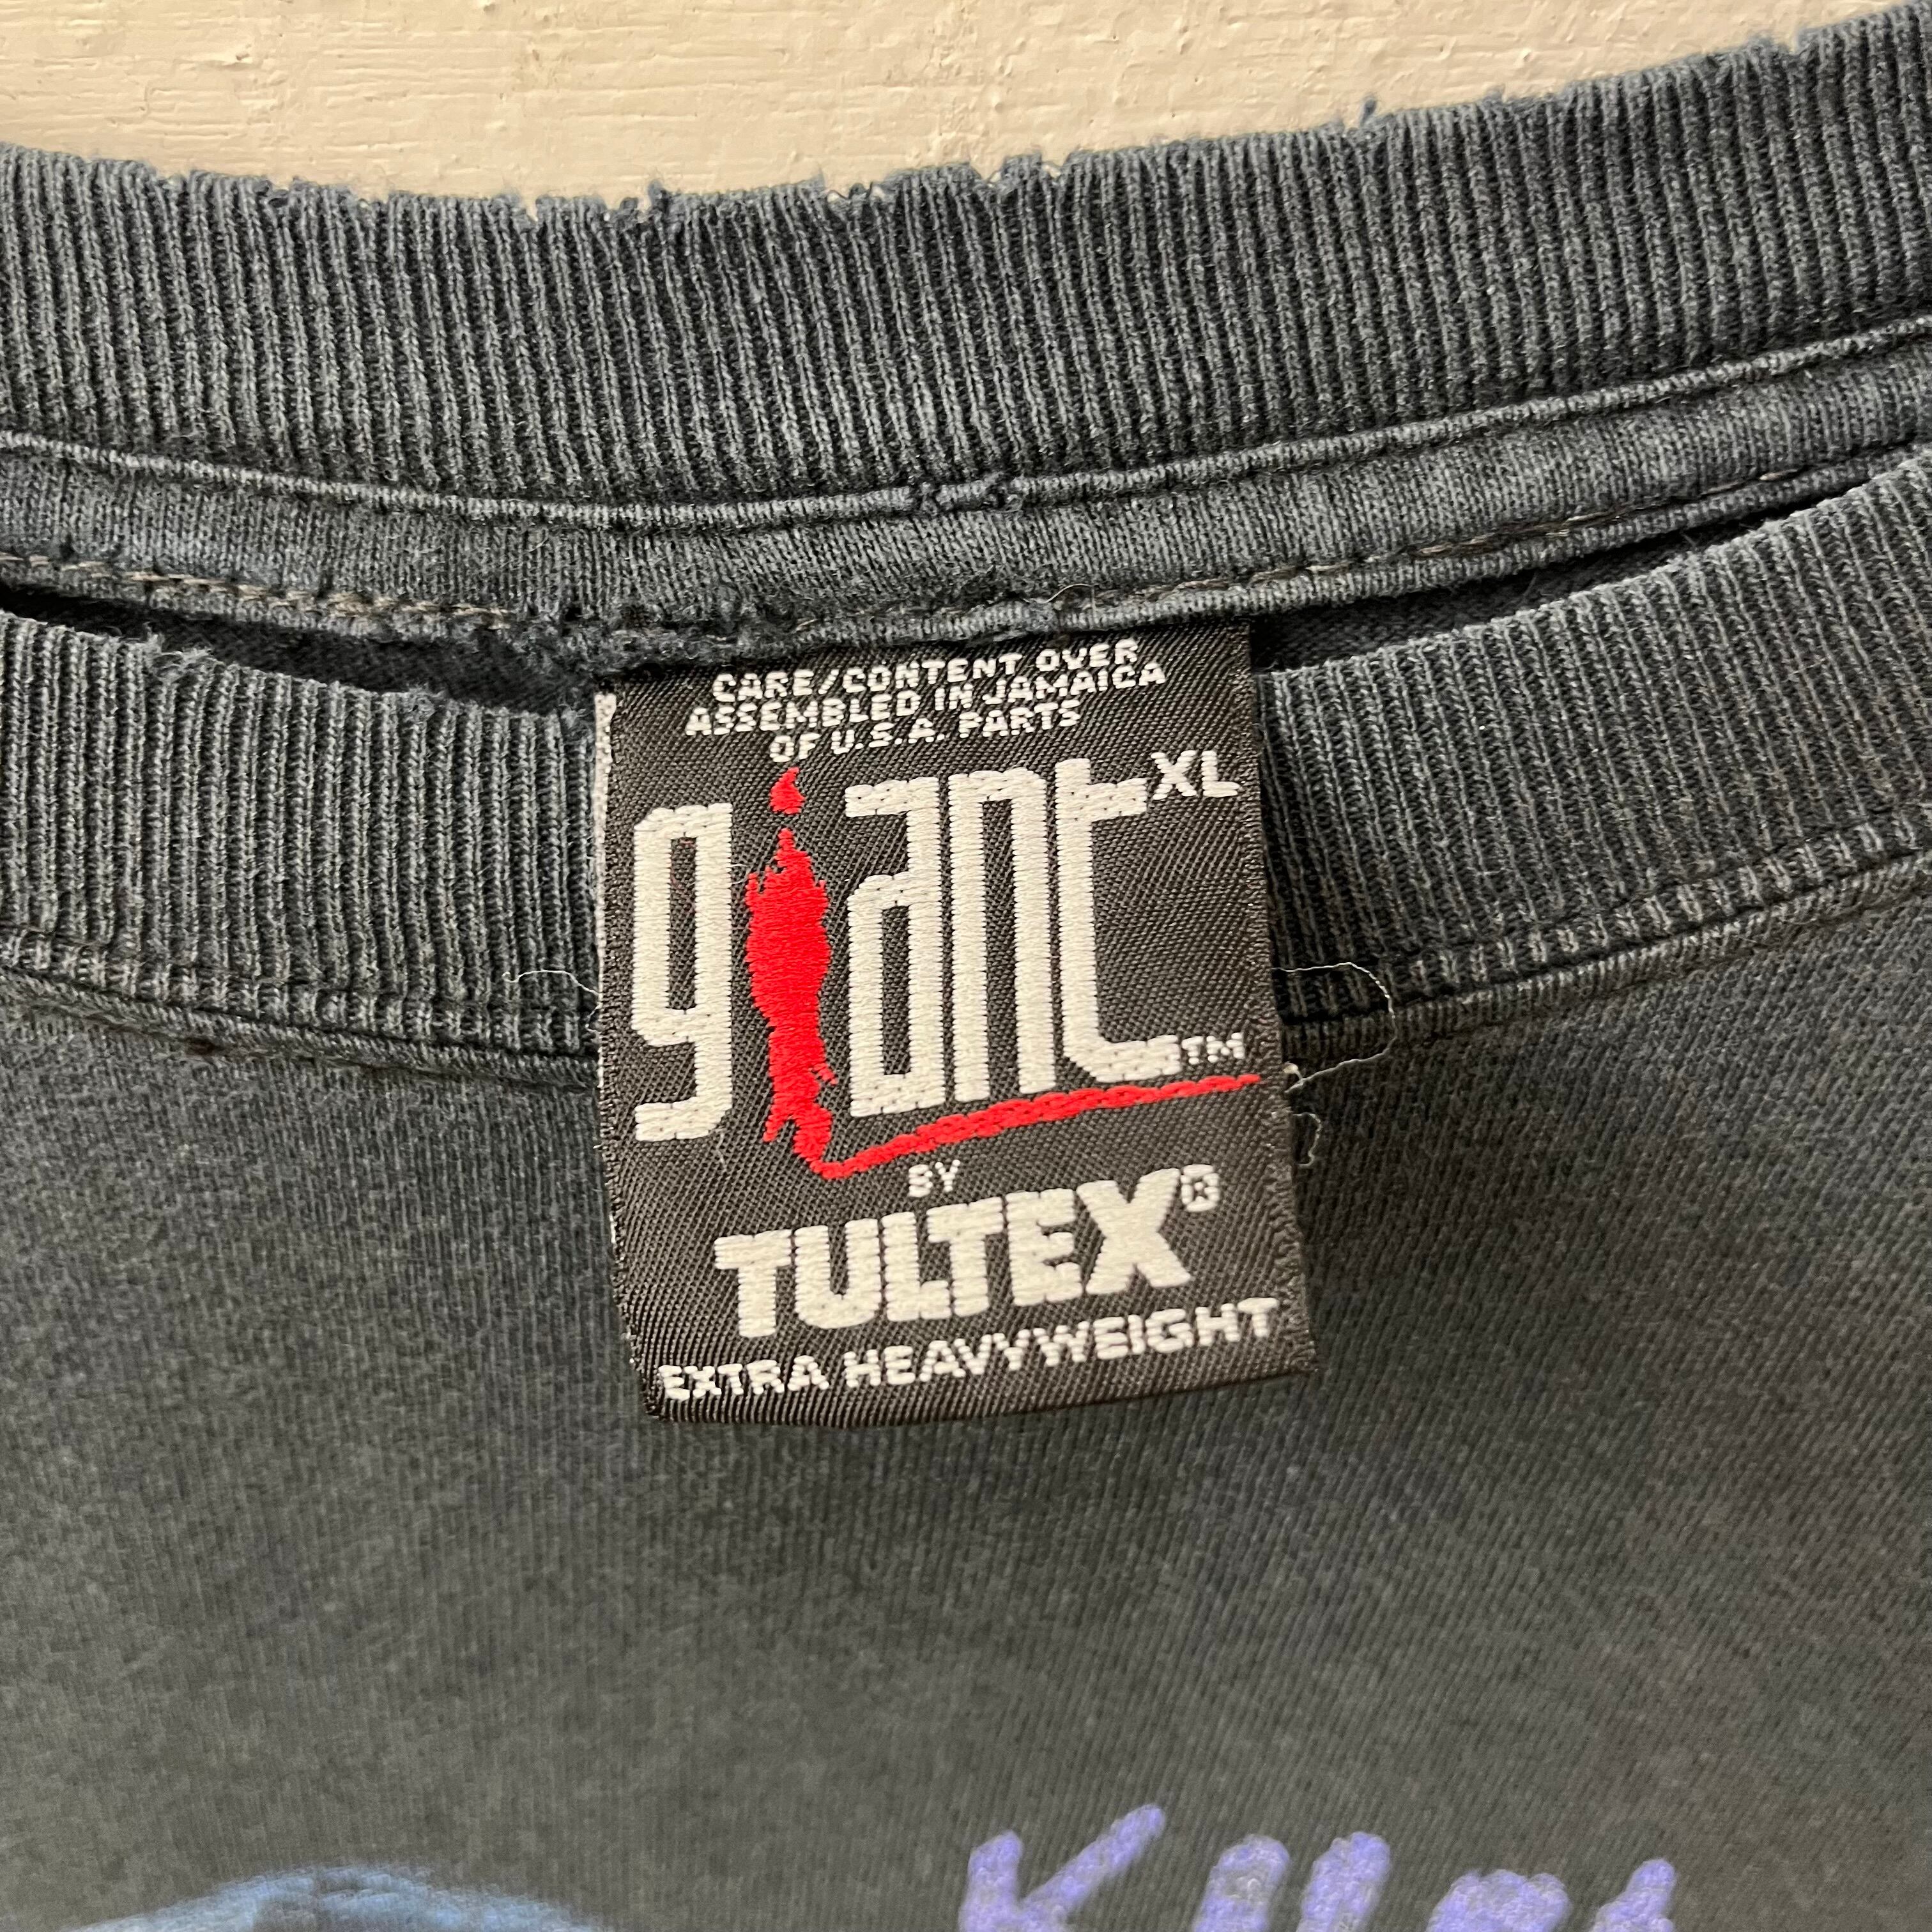 CARE/CONTENT OVER
ASSEMBLED IN JAMAICA
OF U.S.A. PARTS
giant XL
TM
BY
TULTEX®
EXTRA HEAVYWEIGHT